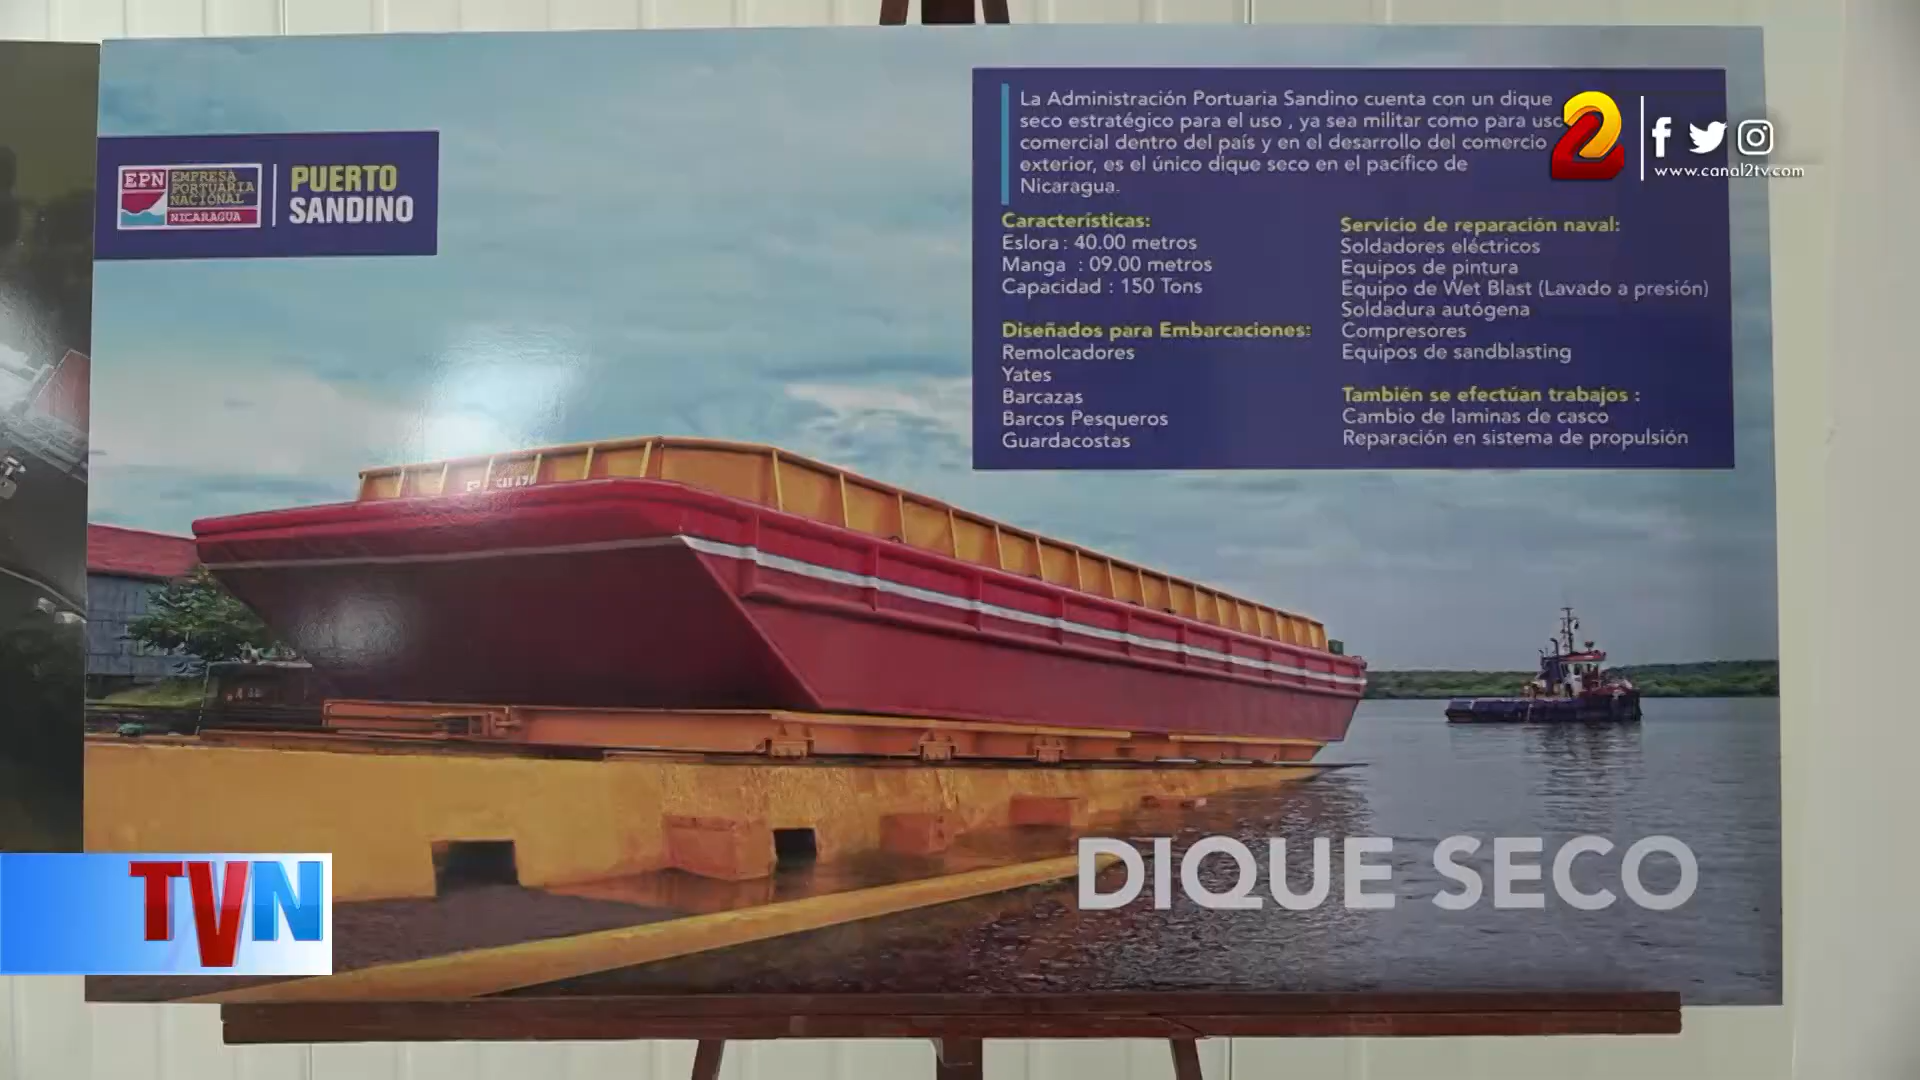 EPN
EMPRESA
PORTUARIA
NACIONAL
NICARAGUA
PUERTO
SANDINO
La Administración Portuaria Sandino cuenta con un dique
seco estratégico para el uso , ya sea militar como para uso
comercial dentro del país y en el desarrollo del comercio
exterior, es el único dique seco en el pacífico de
Nicaragua.
Características:
Eslora : 40.00 metros
Manga : 09.00 metros
Capacidad : 150 Tons
Diseñados para Embarcaciones:
Remolcadores
Yates
Barcazas
Barcos Pesqueros
Guardacostas
Servicio de reparación naval:
Soldadores eléctricos
Equipos de pintura
Equipo de Wet Blast (Lavado a presión)
Soldadura autógena
Compresores
Equipos de sandblasting
También se efectúan trabajos :
Cambio de laminas de casco
Reparación en sistema de propulsión
2
www.canal2tv.com
DIQUE SECO
TVN